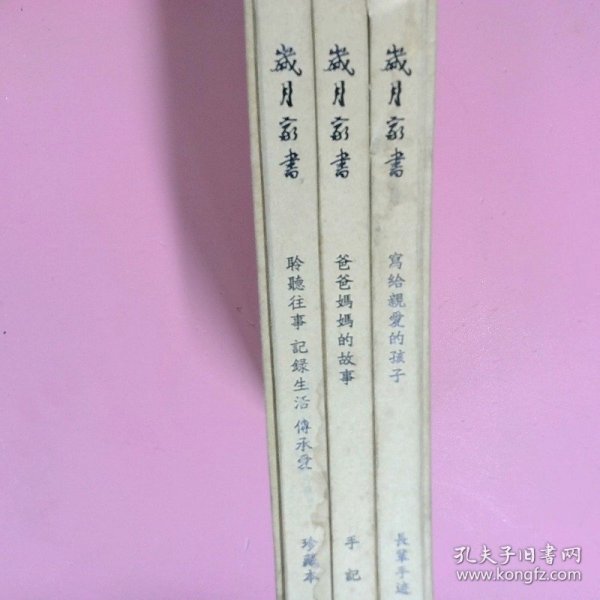 歲月家書
聆聽往事 記錄生活 傳承愛
珍藏本
歲月家書
爸爸媽媽的故事
手記
歲月家書
寫給親愛的孩子
長輩手迹
孔夫子旧书网
www.kongfz.com